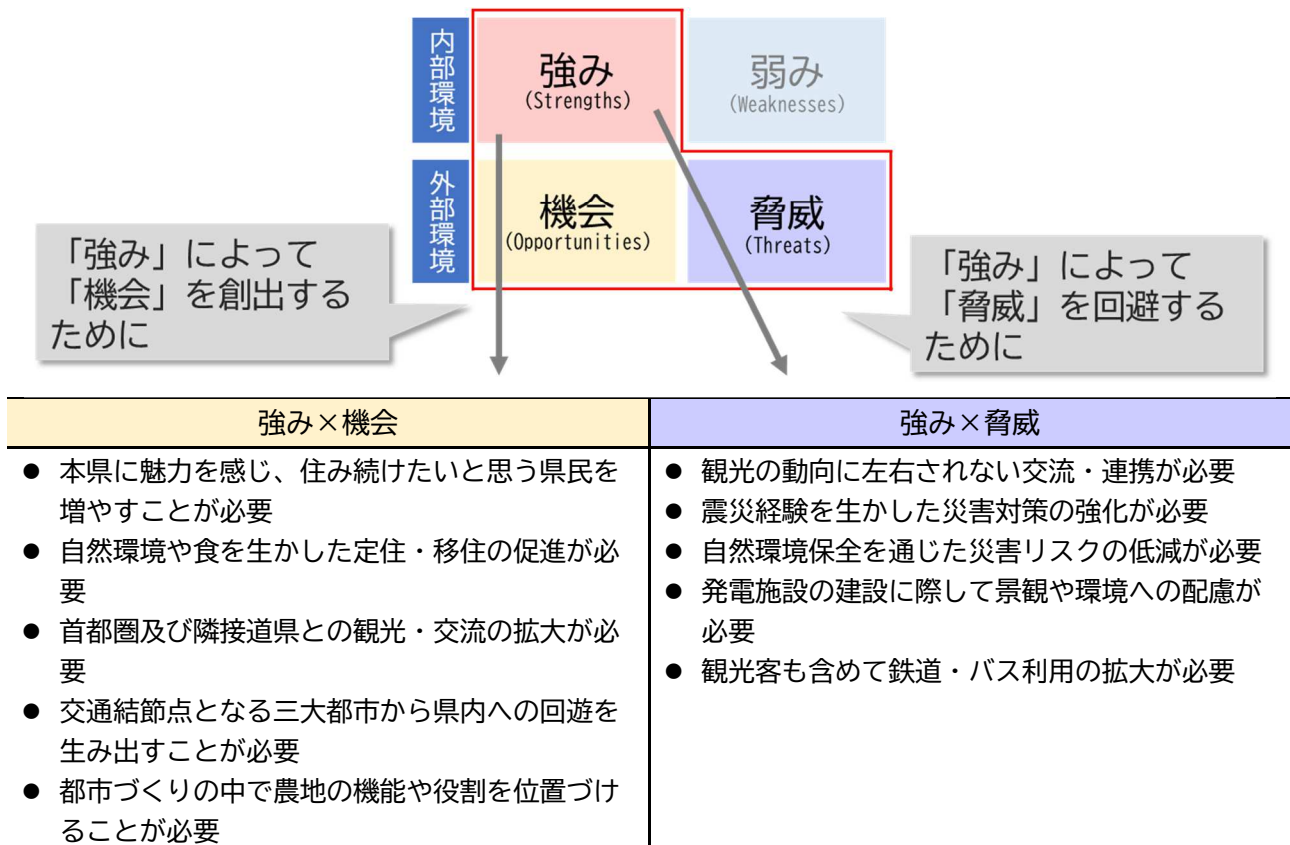 内部環境
強み
(Strengths)
弱み
(Weaknesses)
外部環境
機会
(Opportunities)
脅威
(Threats)
「強み」によって
「機会」を創出する
ために
「強み」によって
「脅威」を回避する
ために
強み×機会
● 本県に魅力を感じ、住み続けたいと思う県民を
増やすことが必要
● 自然環境や食を生かした定住・移住の促進が必
要
● 首都圏及び隣接道県との観光・交流の拡大が必
要
● 交通結節点となる三大都市から県内への回遊を
生み出すことが必要
● 都市づくりの中で農地の機能や役割を位置づけ
ることが必要
強み×脅威
● 観光の動向に左右されない交流・連携が必要
● 震災経験を生かした災害対策の強化が必要
● 自然環境保全を通じた災害リスクの低減が必要
● 発電施設の建設に際して景観や環境への配慮が
必要
● 観光客も含めて鉄道・バス利用の拡大が必要